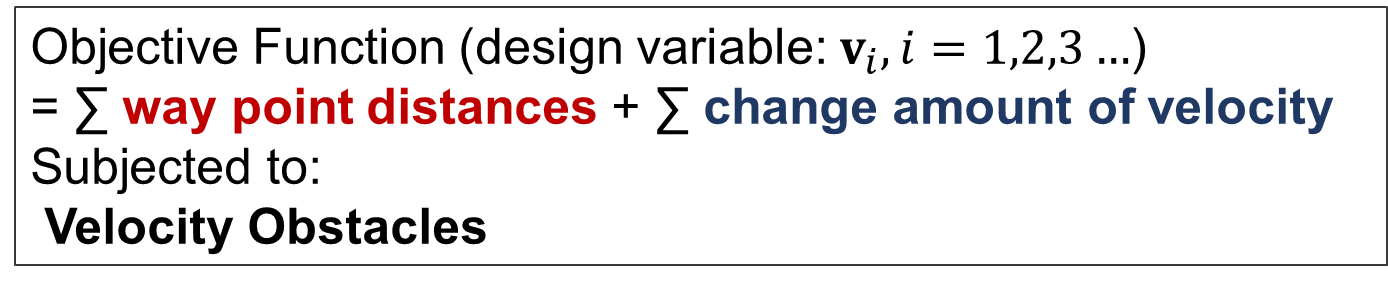 Objective Function (design variable: 𝐯ᵢ, 𝑖 = 1,2,3 …)
= ∑ way point distances + ∑ change amount of velocity
Subjected to:
Velocity Obstacles